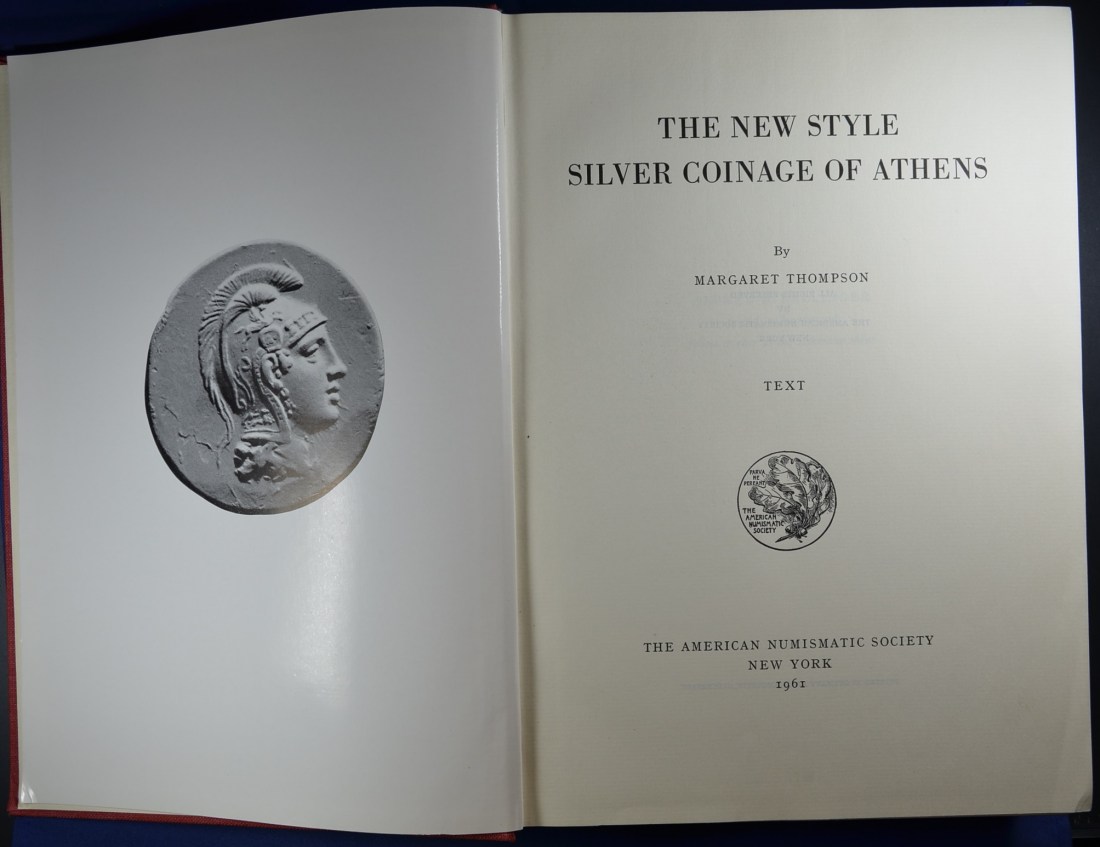 THE NEW STYLE
SILVER COINAGE OF ATHENS
By
MARGARET THOMPSON
TEXT
PARVA
NE
PEREANT
THE
AMERICAN
NUMISMATIC
SOCIETY
THE AMERICAN NUMISMATIC SOCIETY
NEW YORK
1961